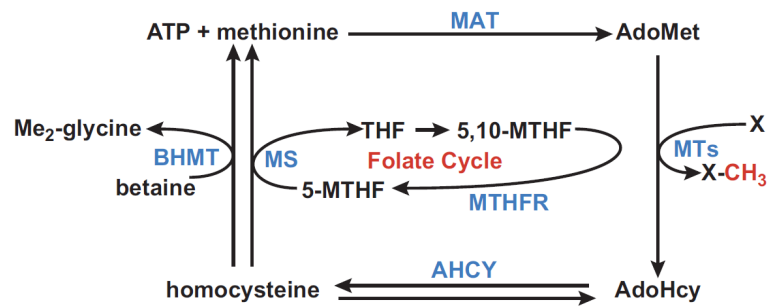 ATP + methionine
MAT
AdoMet
Me2-glycine
THF
5,10-MTHF
X
BHMT
MS
Folate Cycle
MTs
betaine
5-MTHF
X-CH3
MTHFR
AHCY
homocysteine
AdoHcy